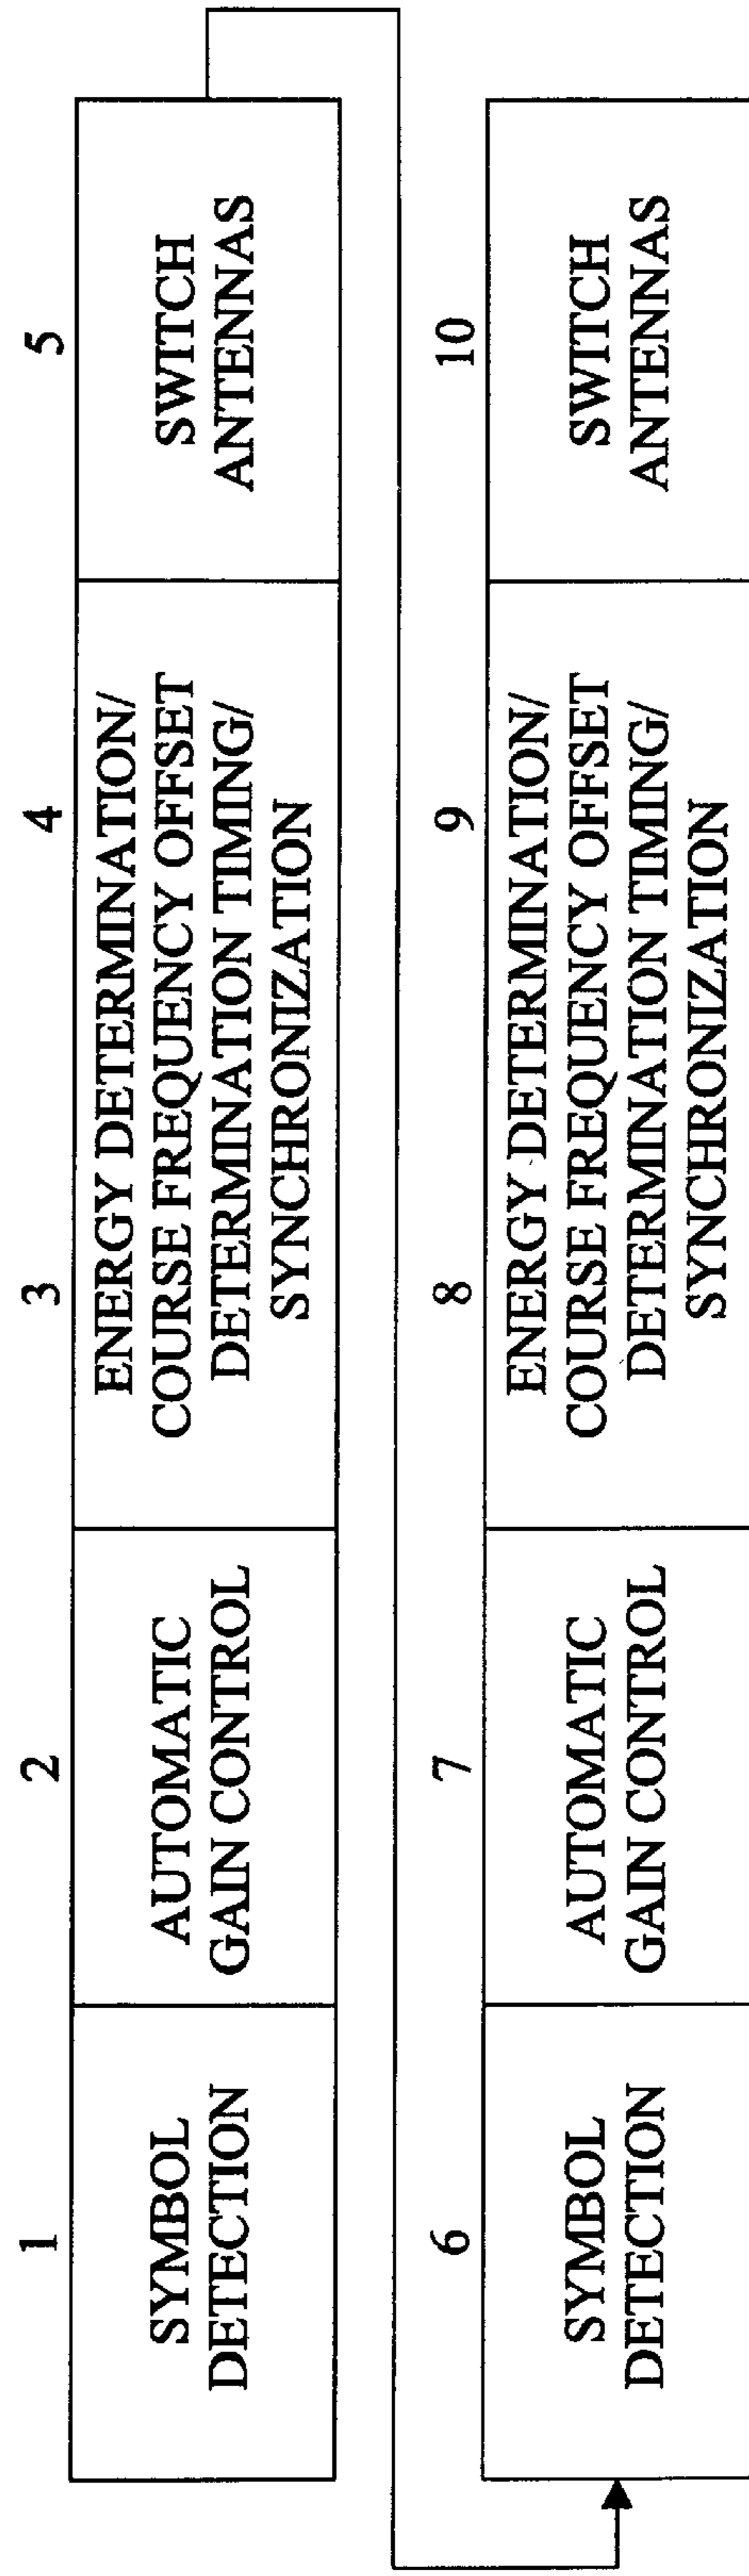 1
2
3
4
5
SYMBOL
DETECTION
AUTOMATIC
GAIN CONTROL
ENERGY DETERMINATION/
COURSE FREQUENCY OFFSET
DETERMINATION TIMING/
SYNCHRONIZATION
SWITCH
ANTENNAS
6
7
8
9
10
SYMBOL
DETECTION
AUTOMATIC
GAIN CONTROL
ENERGY DETERMINATION/
COURSE FREQUENCY OFFSET
DETERMINATION TIMING/
SYNCHRONIZATION
SWITCH
ANTENNAS